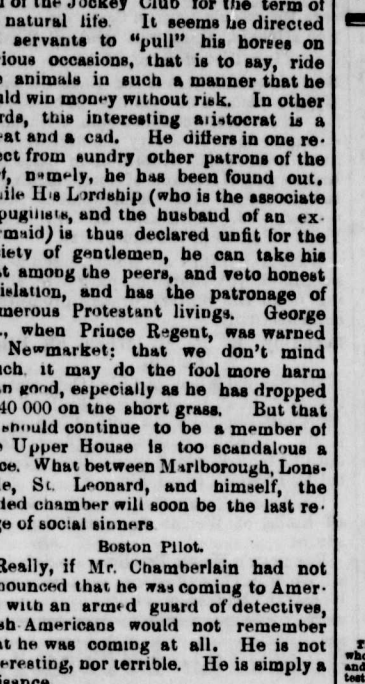 of the Jockey Club for the term of
natural life. It seems he directed
servants to "pull" his horses on
ious occasions, that is to say, ride
animals in such a manner that he
ld win money without risk. In other
rds, this interesting aristocrat is a
at and a cad. He differs in one re-
ect from sundry other patrons of the
f, namely, he has been found out.
ile His Lordship (who is the associate
pugilists, and the husband of an ex-
rmaid) is thus declared unfit for the
iety of gentlemen, he can take his
t among the peers, and veto honest
islation, and has the patronage of
merous Protestant livings. George
., when Prince Regent, was warned
Newmarket; that we don't mind
ch. it may do the fool more harm
n good, especially as he has dropped
40 000 on the short grass. But that
should continue to be a member of
Upper House is too scandalous a
ce. What between Marlborough, Lons-
e, St. Leonard, and himself, the
ed chamber will soon be the last re-
e of social sinners
Boston Pilot.
Really, if Mr. Chamberlain had not
nounced that he was coming to Amer-
with an armed guard of detectives,
sh Americans would not remember
t he was coming at all. He is not
eresting, nor terrible. He is simply a
isance
T
who
and
test